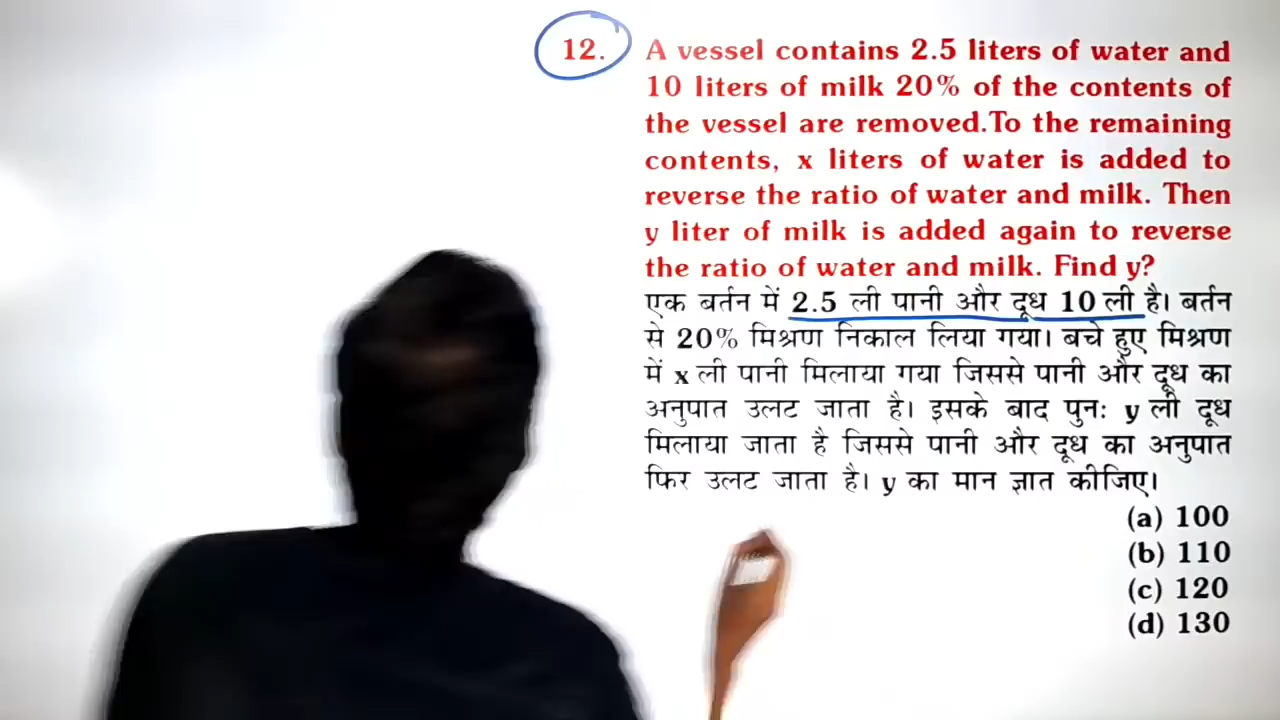 12. A vessel contains 2.5 liters of water and
10 liters of milk 20% of the contents of
the vessel are removed.To the remaining
contents, x liters of water is added to
reverse the ratio of water and milk. Then
y liter of milk is added again to reverse
the ratio of water and milk. Find y?
एक बर्तन में 2.5 ली पानी और दूध 10 ली है। बर्तन
से 20% मिश्रण निकाल लिया गया। बचे हुए मिश्रण
में x ली पानी मिलाया गया जिससे पानी और दूध का
अनुपात उलट जाता है। इसके बाद पुनः y ली दूध
मिलाया जाता है जिससे पानी और दूध का अनुपात
फिर उलट जाता है। y का मान ज्ञात कीजिए।
(a) 100
(b) 110
(c) 120
(d) 130